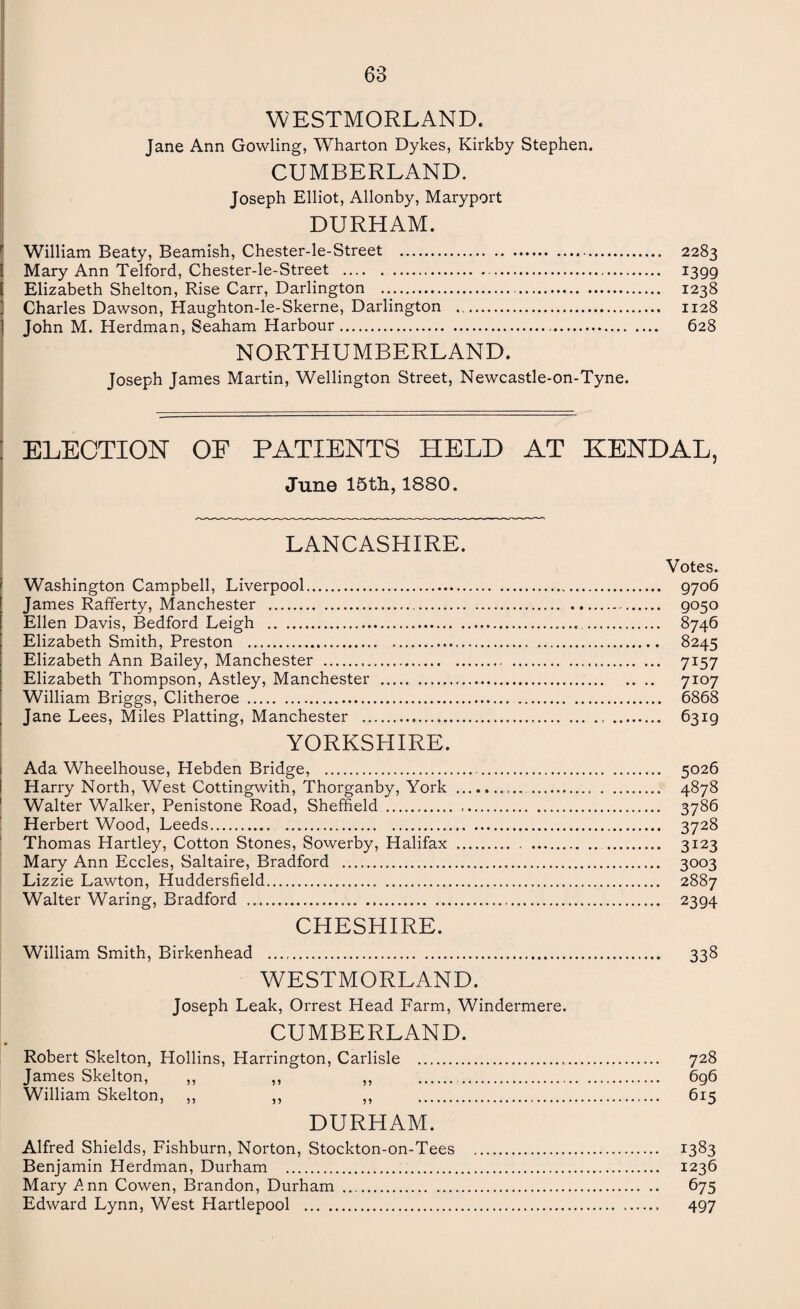 63
WESTMORLAND.
Jane Ann Gowling, Wharton Dykes, Kirkby Stephen.
CUMBERLAND.
Joseph Elliot, Allonby, Maryport
DURHAM.
William Beaty, Beamish, Chester-le-Street ........ 2283
Mary Ann Telford, Chester-le-Street ........ 1399
Elizabeth Shelton, Rise Carr, Darlington ........ 1238
Charles Dawson, Haughton-le-Skerne, Darlington ........ 1128
John M. Herdman, Seaham Harbour ........ 628
NORTHUMBERLAND.
Joseph James Martin, Wellington Street, Newcastle-on-Tyne.
ELECTION OF PATIENTS HELD AT KENDAL,
June 15th, 1880.
LANCASHIRE.
Votes.
Washington Campbell, Liverpool ........ 9706
James Rafferty, Manchester ........ 9050
Ellen Davis, Bedford Leigh ........ 8746
Elizabeth Smith, Preston ........ 8245
Elizabeth Ann Bailey, Manchester ........ 7157
Elizabeth Thompson, Astley, Manchester ........ 7107
William Briggs, Clitheroe ........ 6868
Jane Lees, Miles Platting, Manchester ........ 6319
YORKSHIRE.
Ada Wheelhouse, Hebden Bridge, ........ 5026
Harry North, West Cottingwith, Thorganby, York ........ 4878
Walter Walker, Penistone Road, Sheffield ........ 3786
Herbert Wood, Leeds ........ 3728
Thomas Hartley, Cotton Stones, Sowerby, Halifax ........ 3123
Mary Ann Eccles, Saltaire, Bradford ........ 3003
Lizzie Lawton, Huddersfield ........ 2887
Walter Waring, Bradford ........ 2394
CHESHIRE.
William Smith, Birkenhead ........ 338
WESTMORLAND.
Joseph Leak, Orrest Head Farm, Windermere.
CUMBERLAND.
Robert Skelton, Hollins, Harrington, Carlisle ........ 728
James Skelton, ,, ,, ,, ........ 696
William Skelton, ,, ,, ,, ........ 615
DURHAM.
Alfred Shields, Fishburn, Norton, Stockton-on-Tees ........ 1383
Benjamin Herdman, Durham ........ 1236
Mary Ann Cowen, Brandon, Durham ........ 675
Edward Lynn, West Hartlepool ........ 497